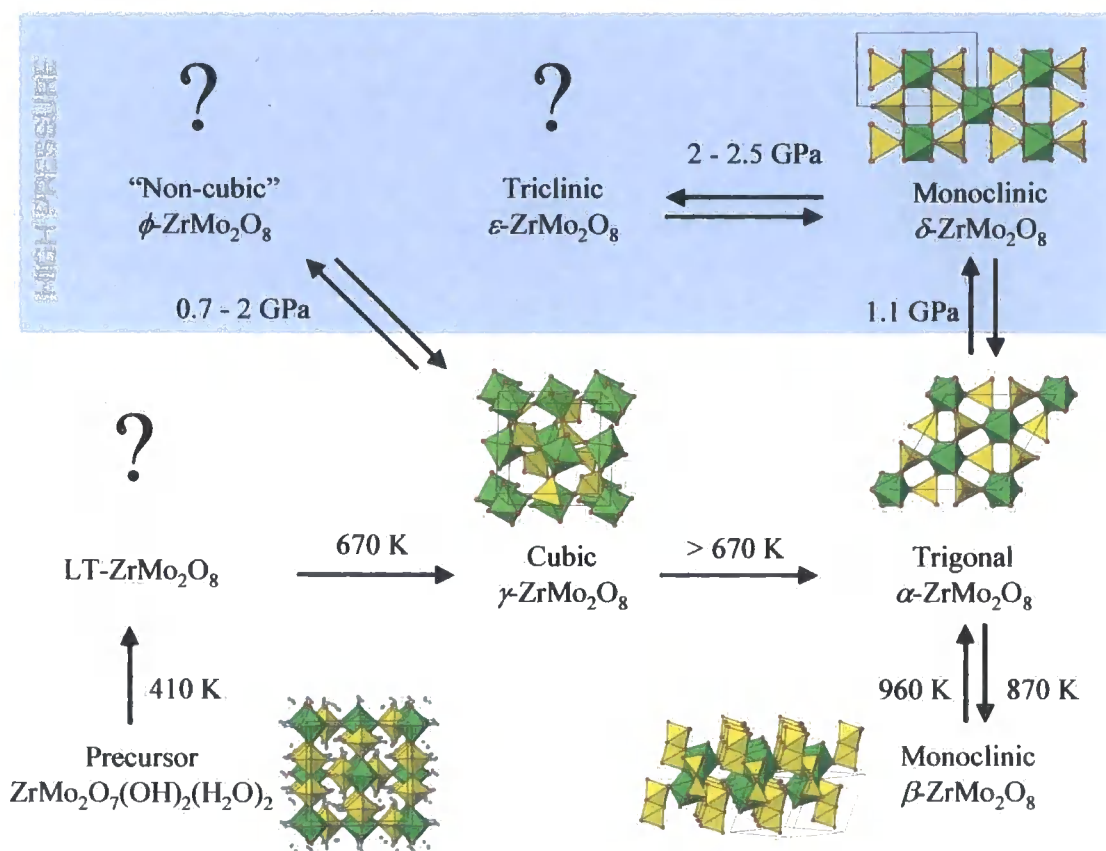 HIGH PRESSURE
?
?
“Non-cubic”
ϕ-ZrMo₂O₈
Triclinic
ε-ZrMo₂O₈
2 - 2.5 GPa
Monoclinic
δ-ZrMo₂O₈
0.7 - 2 GPa
1.1 GPa
?
LT-ZrMo₂O₈
670 K
Cubic
γ-ZrMo₂O₈
> 670 K
Trigonal
α-ZrMo₂O₈
410 K
960 K
870 K
Precursor
ZrMo₂O₇(OH)₂(H₂O)₂
Monoclinic
β-ZrMo₂O₈